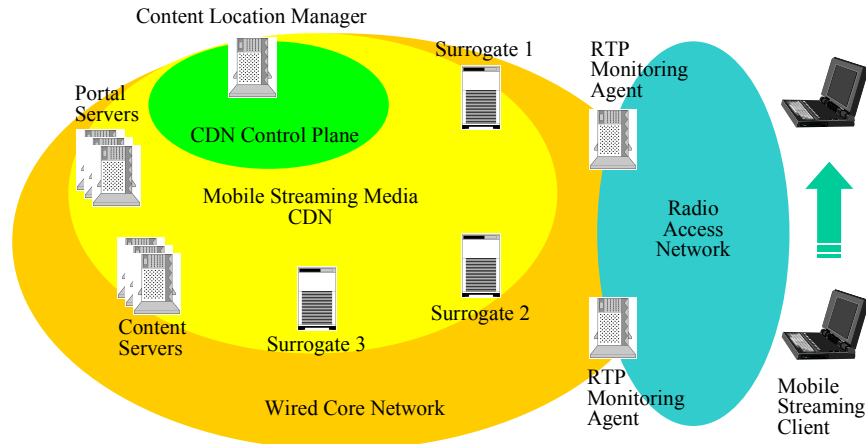 Content Location Manager
Surrogate 1
RTP
Monitoring
Agent
Portal
Servers
CDN Control Plane
Mobile Streaming Media
CDN
Radio
Access
Network
Content
Servers
Surrogate 3
Surrogate 2
RTP
Monitoring
Agent
Mobile
Streaming
Client
Wired Core Network